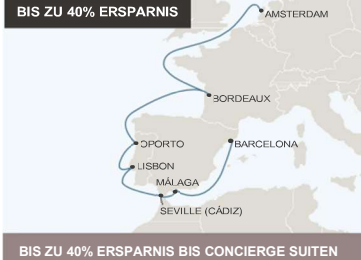 BIS ZU 40% ERSPARNIS
AMSTERDAM
BORDEAUX
OPORTO
BARCELONA
LISBON
MÁLAGA
SEVILLE (CÁDIZ)
BIS ZU 40% ERSPARNIS BIS CONCIERGE SUITEN